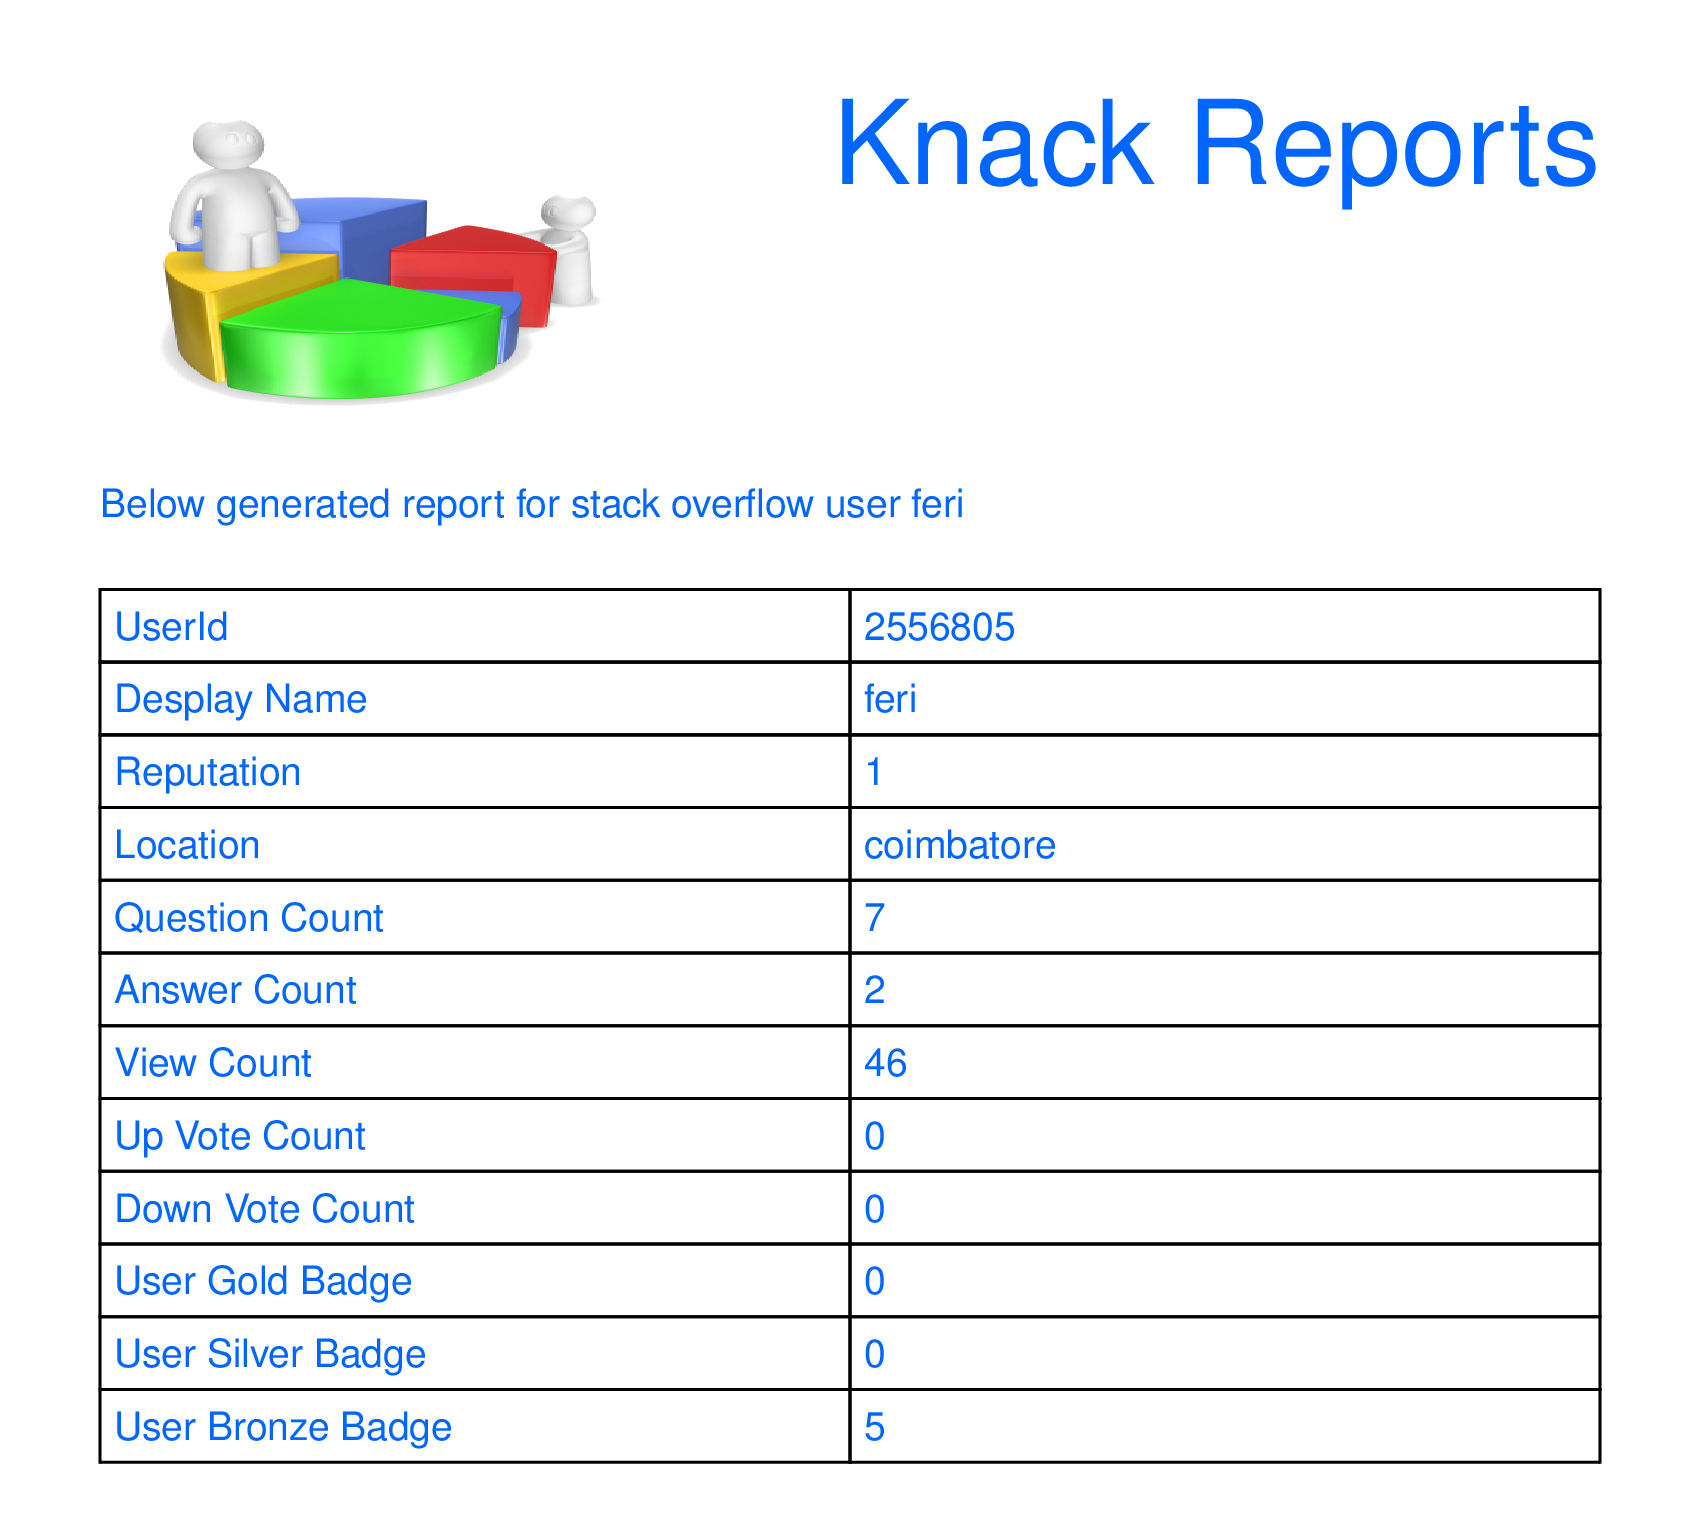 Knack Reports
Below generated report for stack overflow user feri
UserId 2556805
Desplay Name feri
Reputation 1
Location coimbatore
Question Count 7
Answer Count 2
View Count 46
Up Vote Count 0
Down Vote Count 0
User Gold Badge 0
User Silver Badge 0
User Bronze Badge 5